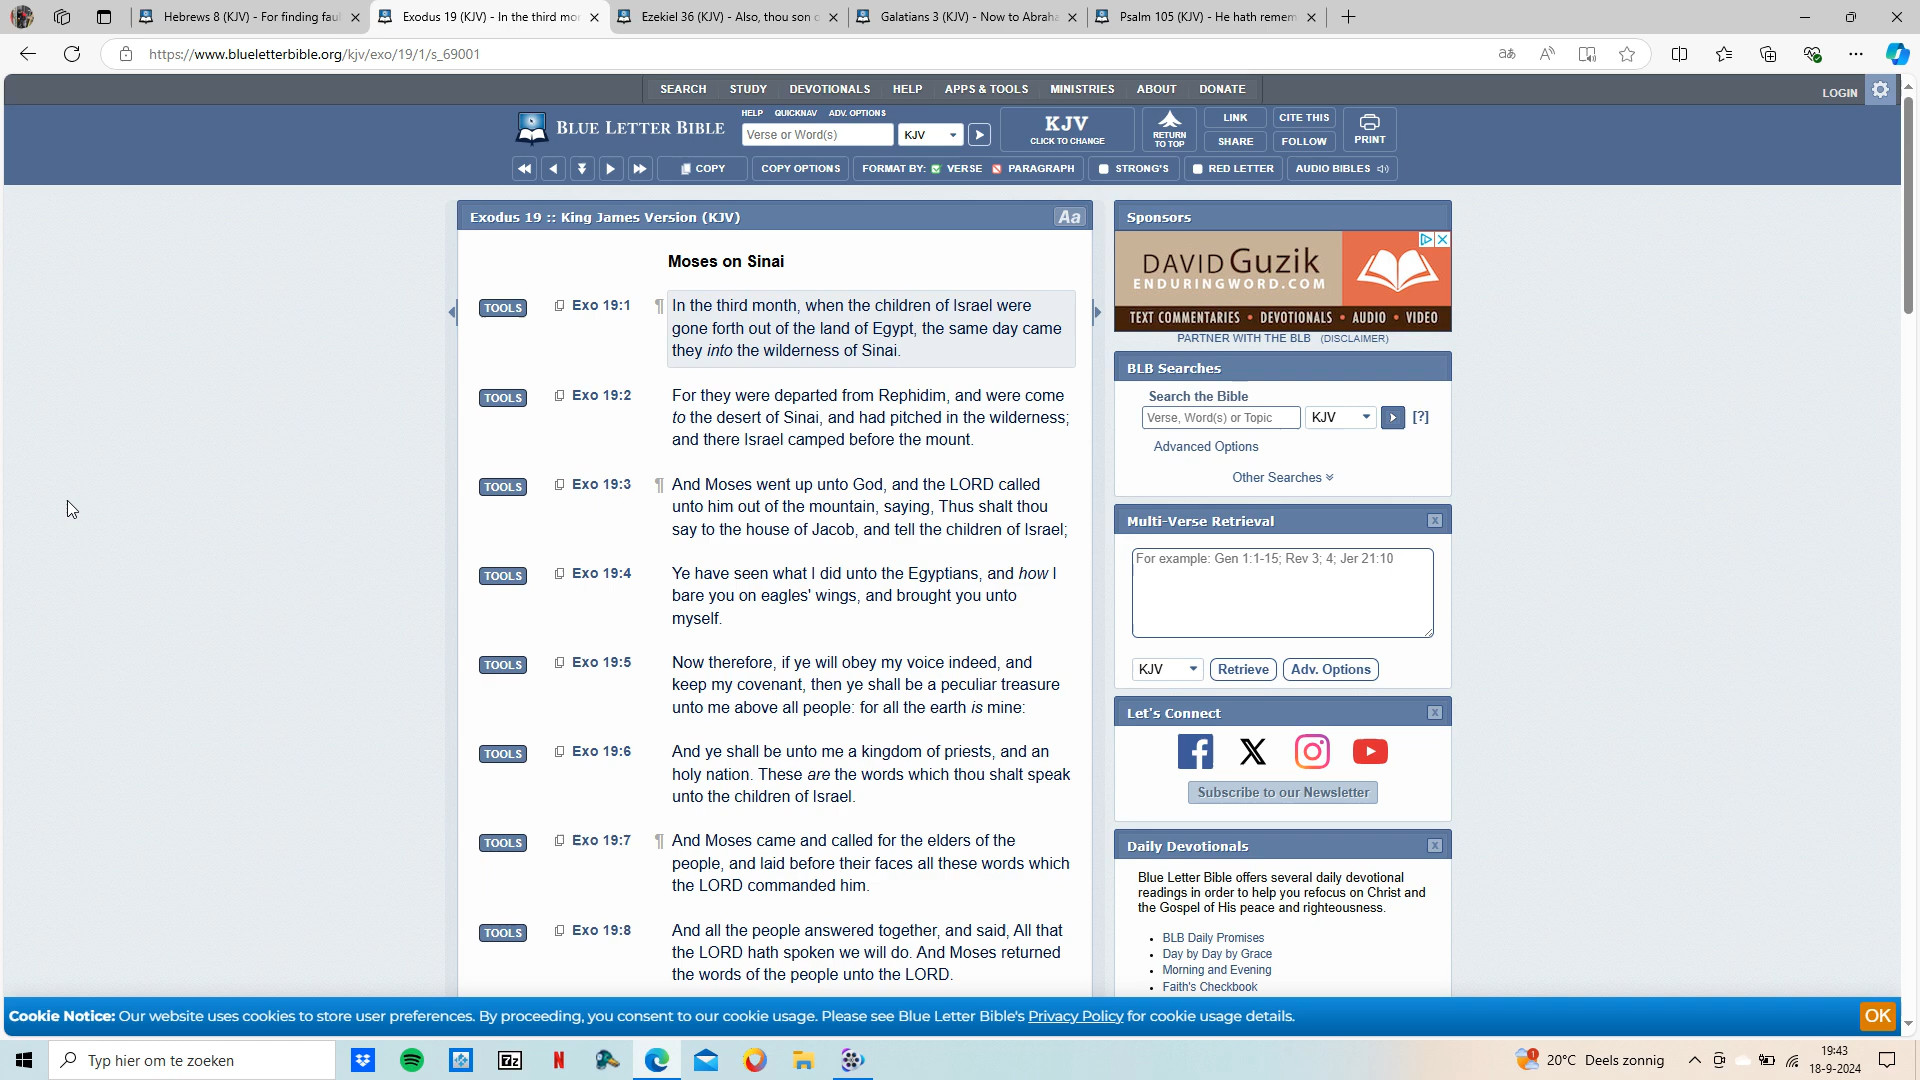 Hebrews 8 (KJV) - For finding faul
Exodus 19 (KJV) - In the third mon
Ezekiel 36 (KJV) - Also, thou son o
Galatians 3 (KJV) - Now to Abraha
Psalm 105 (KJV) - He hath remem
https://www.blueletterbible.org/kjv/exo/19/1/s_69001
SEARCH STUDY DEVOTIONALS HELP APPS & TOOLS MINISTRIES ABOUT DONATE
LOGIN
BLUE LETTER BIBLE
HELP QUICKNAV ADV. OPTIONS
Verse or Word(s) KJV
KJV
CLICK TO CHANGE
RETURN
TO TOP
LINK CITE THIS
SHARE FOLLOW
PRINT
COPY COPY OPTIONS FORMAT BY: VERSE PARAGRAPH STRONG'S RED LETTER AUDIO BIBLES
Exodus 19 :: King James Version (KJV) Aa
Moses on Sinai
TOOLS Exo 19:1 ¶ In the third month, when the children of Israel were
gone forth out of the land of Egypt, the same day came
they into the wilderness of Sinai.
TOOLS Exo 19:2 For they were departed from Rephidim, and were come
to the desert of Sinai, and had pitched in the wilderness;
and there Israel camped before the mount.
TOOLS Exo 19:3 ¶ And Moses went up unto God, and the LORD called
unto him out of the mountain, saying, Thus shalt thou
say to the house of Jacob, and tell the children of Israel;
TOOLS Exo 19:4 Ye have seen what I did unto the Egyptians, and how I
bare you on eagles' wings, and brought you unto
myself.
TOOLS Exo 19:5 Now therefore, if ye will obey my voice indeed, and
keep my covenant, then ye shall be a peculiar treasure
unto me above all people: for all the earth is mine:
TOOLS Exo 19:6 And ye shall be unto me a kingdom of priests, and an
holy nation. These are the words which thou shalt speak
unto the children of Israel.
TOOLS Exo 19:7 ¶ And Moses came and called for the elders of the
people, and laid before their faces all these words which
the LORD commanded him.
TOOLS Exo 19:8 And all the people answered together, and said, All that
the LORD hath spoken we will do. And Moses returned
the words of the people unto the LORD.
Sponsors
DAVID Guzik
ENDURINGWORD.COM
TEXT COMMENTARIES • DEVOTIONALS • AUDIO • VIDEO
PARTNER WITH THE BLB (DISCLAIMER)
BLB Searches
Search the Bible
Verse, Word(s) or Topic KJV [?]
Advanced Options
Other Searches
Multi-Verse Retrieval x
For example: Gen 1:1-15; Rev 3; 4; Jer 21:10
KJV Retrieve Adv. Options
Let's Connect x
Subscribe to our Newsletter
Daily Devotionals x
Blue Letter Bible offers several daily devotional
readings in order to help you refocus on Christ and
the Gospel of His peace and righteousness.
• BLB Daily Promises
• Day by Day by Grace
• Morning and Evening
• Faith's Checkbook
Cookie Notice: Our website uses cookies to store user preferences. By proceeding, you consent to our cookie usage. Please see Blue Letter Bible's Privacy Policy for cookie usage details. OK
Typ hier om te zoeken
7z
N
1
20°C Deels zonnig
19:43
18-9-2024